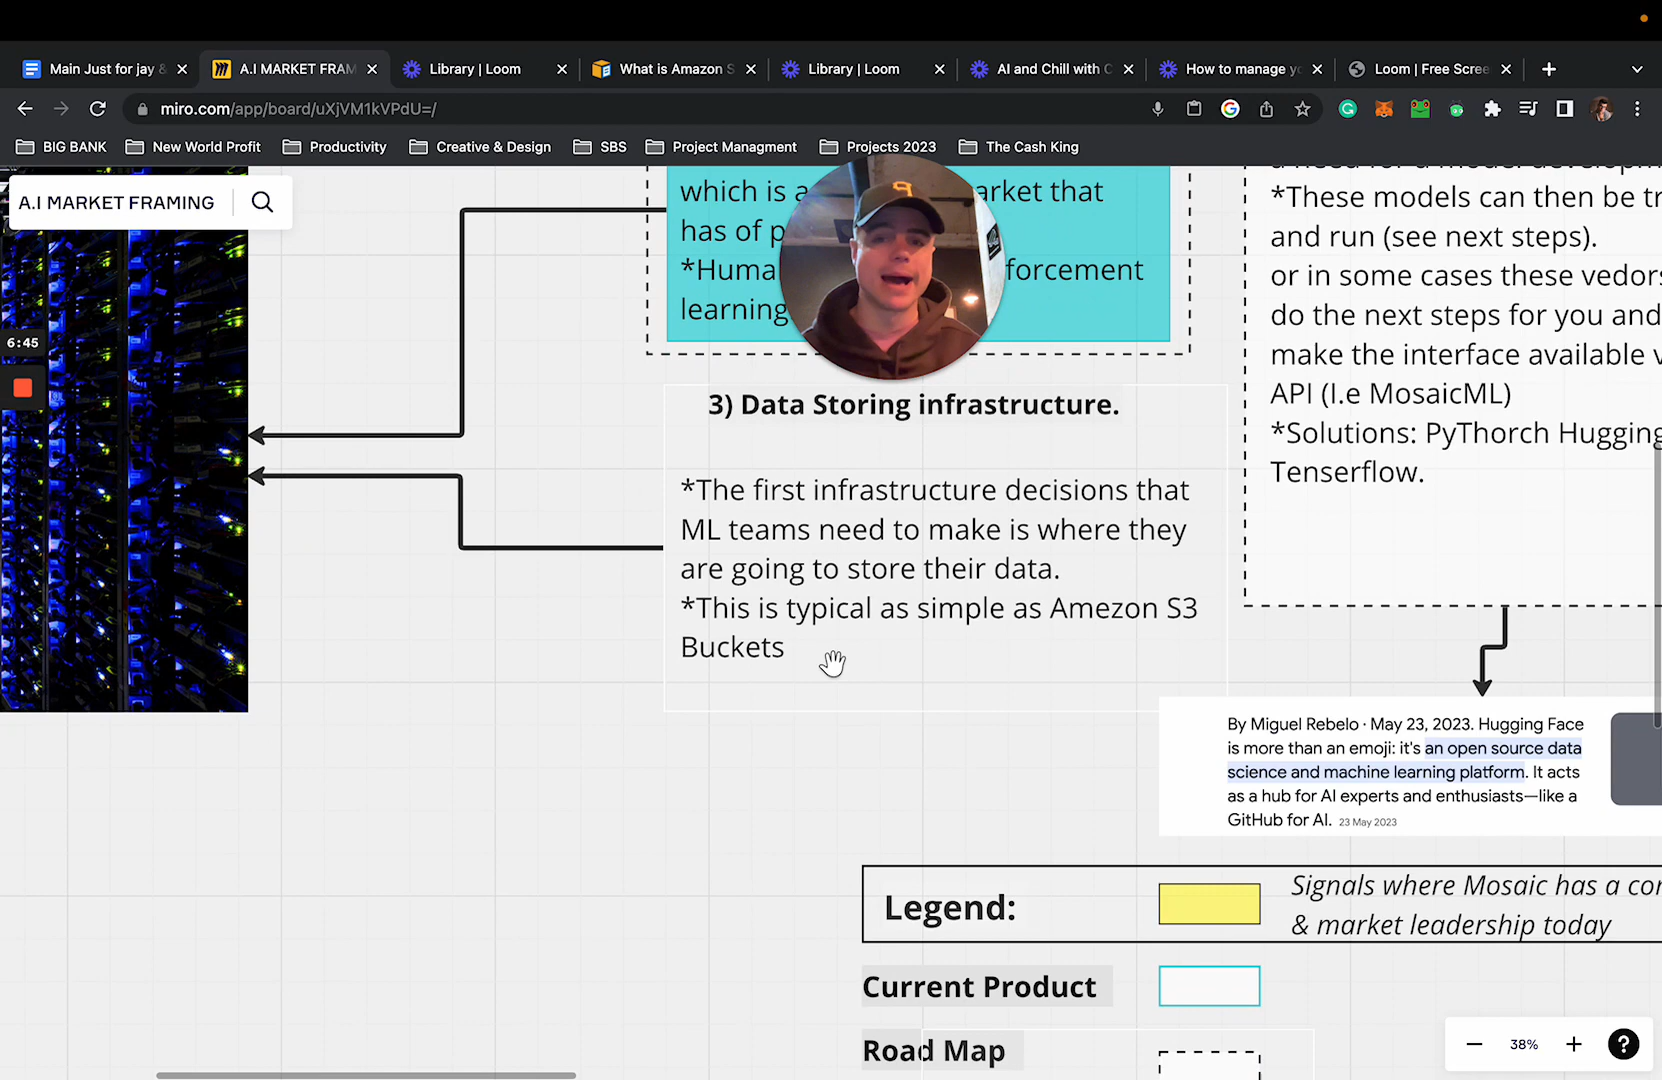 Main Just for jay &
A.I MARKET FRAM
Library | Loom
What is Amazon S
Library | Loom
AI and Chill with C
How to manage yo
Loom | Free Scree
miro.com/app/board/uXjVM1kVPdU=/
BIG BANK
New World Profit
Productivity
Creative & Design
SBS
Project Managment
Projects 2023
The Cash King
A.I MARKET FRAMING
6:45
which is a
arket that
has of p
*Huma
forcement
learning
3) Data Storing infrastructure.
*The first infrastructure decisions that
ML teams need to make is where they
are going to store their data.
*This is typical as simple as Amezon S3
Buckets
*These models can then be tr
and run (see next steps).
or in some cases these vedors
do the next steps for you and
make the interface available v
API (I.e MosaicML)
*Solutions: PyThorch Hugging
Tenserflow.
By Miguel Rebelo · May 23, 2023. Hugging Face
is more than an emoji: it's an open source data
science and machine learning platform. It acts
as a hub for AI experts and enthusiasts—like a
GitHub for AI. 23 May 2023
Legend:
Signals where Mosaic has a cor
& market leadership today
Current Product
Road Map
38%